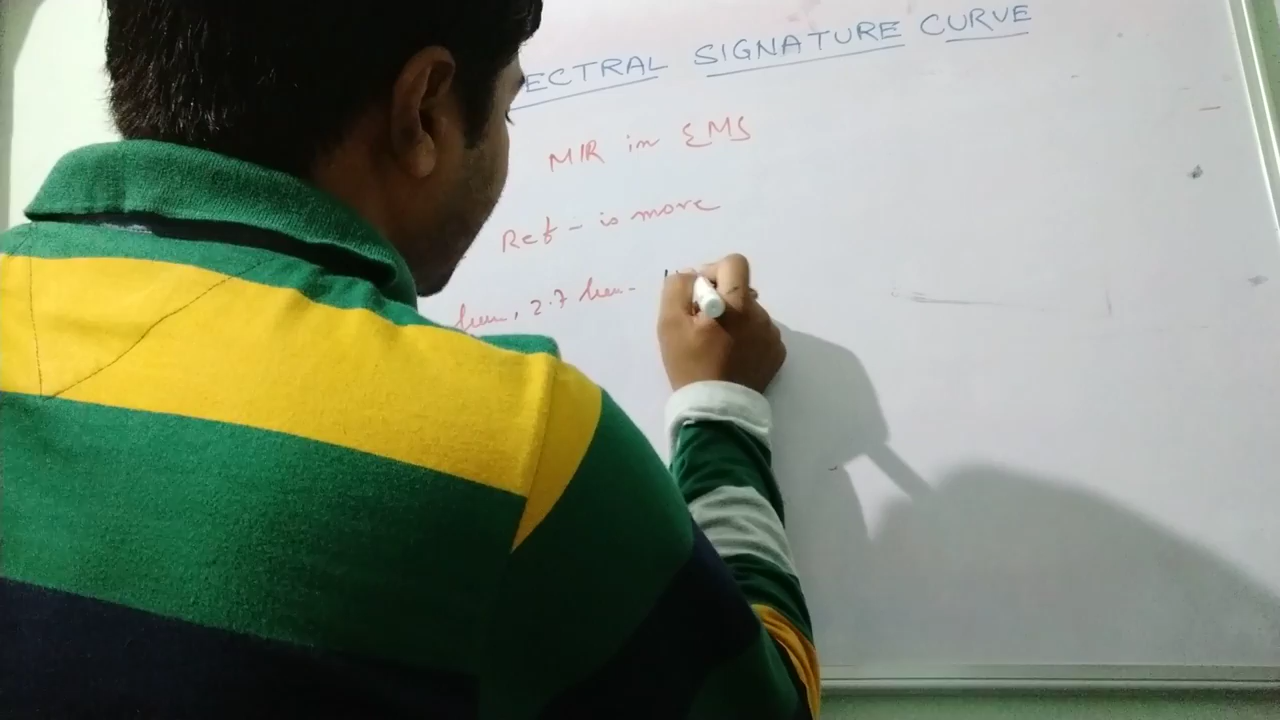 ECTRAL SIGNATURE CURVE
MIR in EMS
Ref - is more
, 2.7